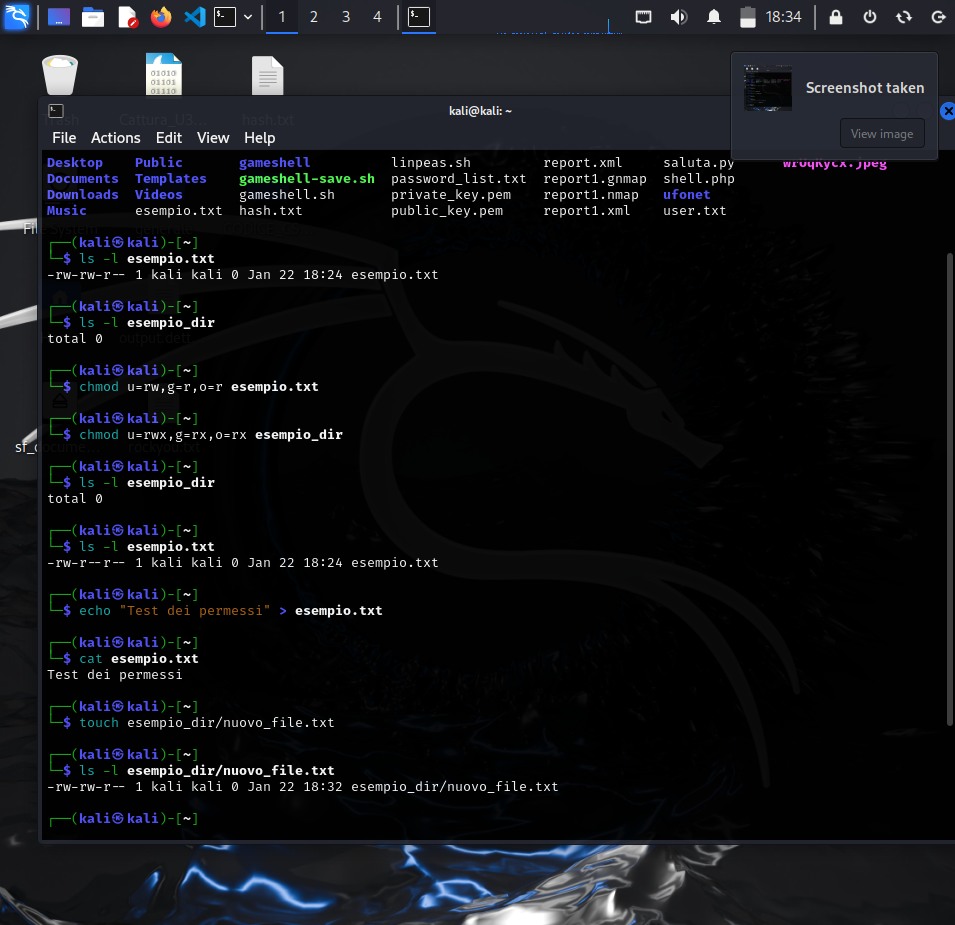 1 2 3 4 18:34
Screenshot taken
View image
kali@kali: ~
File Actions Edit View Help
Desktop Public gameshell linpeas.sh report.xml saluta.py wroqkycx.jpeg
Documents Templates gameshell-save.sh password_list.txt report1.gnmap shell.php
Downloads Videos gameshell.sh private_key.pem report1.nmap ufonet
Music esempio.txt hash.txt public_key.pem report1.xml user.txt
┌──(kali㉿kali)-[~]
└─$ ls -l esempio.txt
-rw-rw-r-- 1 kali kali 0 Jan 22 18:24 esempio.txt
┌──(kali㉿kali)-[~]
└─$ ls -l esempio_dir
total 0
┌──(kali㉿kali)-[~]
└─$ chmod u=rw,g=r,o=r esempio.txt
┌──(kali㉿kali)-[~]
└─$ chmod u=rwx,g=rx,o=rx esempio_dir
┌──(kali㉿kali)-[~]
└─$ ls -l esempio_dir
total 0
┌──(kali㉿kali)-[~]
└─$ ls -l esempio.txt
-rw-r--r-- 1 kali kali 0 Jan 22 18:24 esempio.txt
┌──(kali㉿kali)-[~]
└─$ echo "Test dei permessi" > esempio.txt
┌──(kali㉿kali)-[~]
└─$ cat esempio.txt
Test dei permessi
┌──(kali㉿kali)-[~]
└─$ touch esempio_dir/nuovo_file.txt
┌──(kali㉿kali)-[~]
└─$ ls -l esempio_dir/nuovo_file.txt
-rw-rw-r-- 1 kali kali 0 Jan 22 18:32 esempio_dir/nuovo_file.txt
┌──(kali㉿kali)-[~]